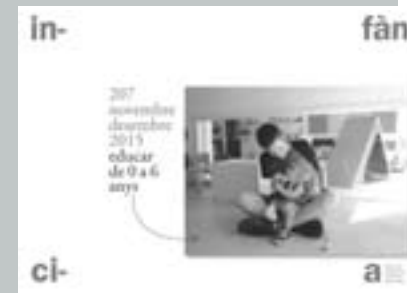 in-
fàn
207
novembre
desembre
2015
educar
de 0 a 6
anys
ci-
a